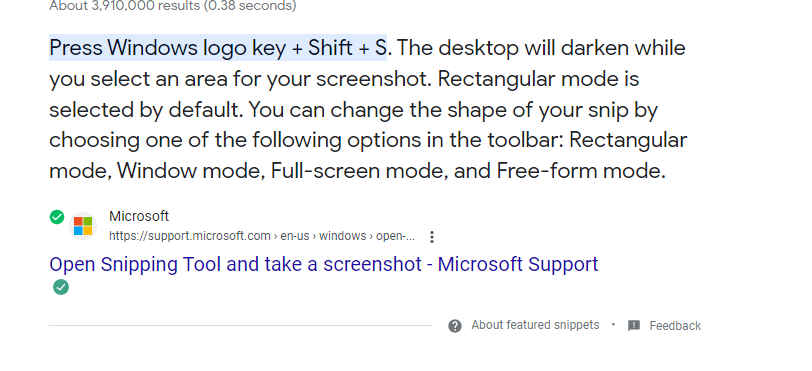 About 3,910,000 results (0.38 seconds)
Press Windows logo key + Shift + S. The desktop will darken while
you select an area for your screenshot. Rectangular mode is
selected by default. You can change the shape of your snip by
choosing one of the following options in the toolbar: Rectangular
mode, Window mode, Full-screen mode, and Free-form mode.
Microsoft
https://support.microsoft.com › en-us › windows › open-...
Open Snipping Tool and take a screenshot - Microsoft Support
About featured snippets • Feedback